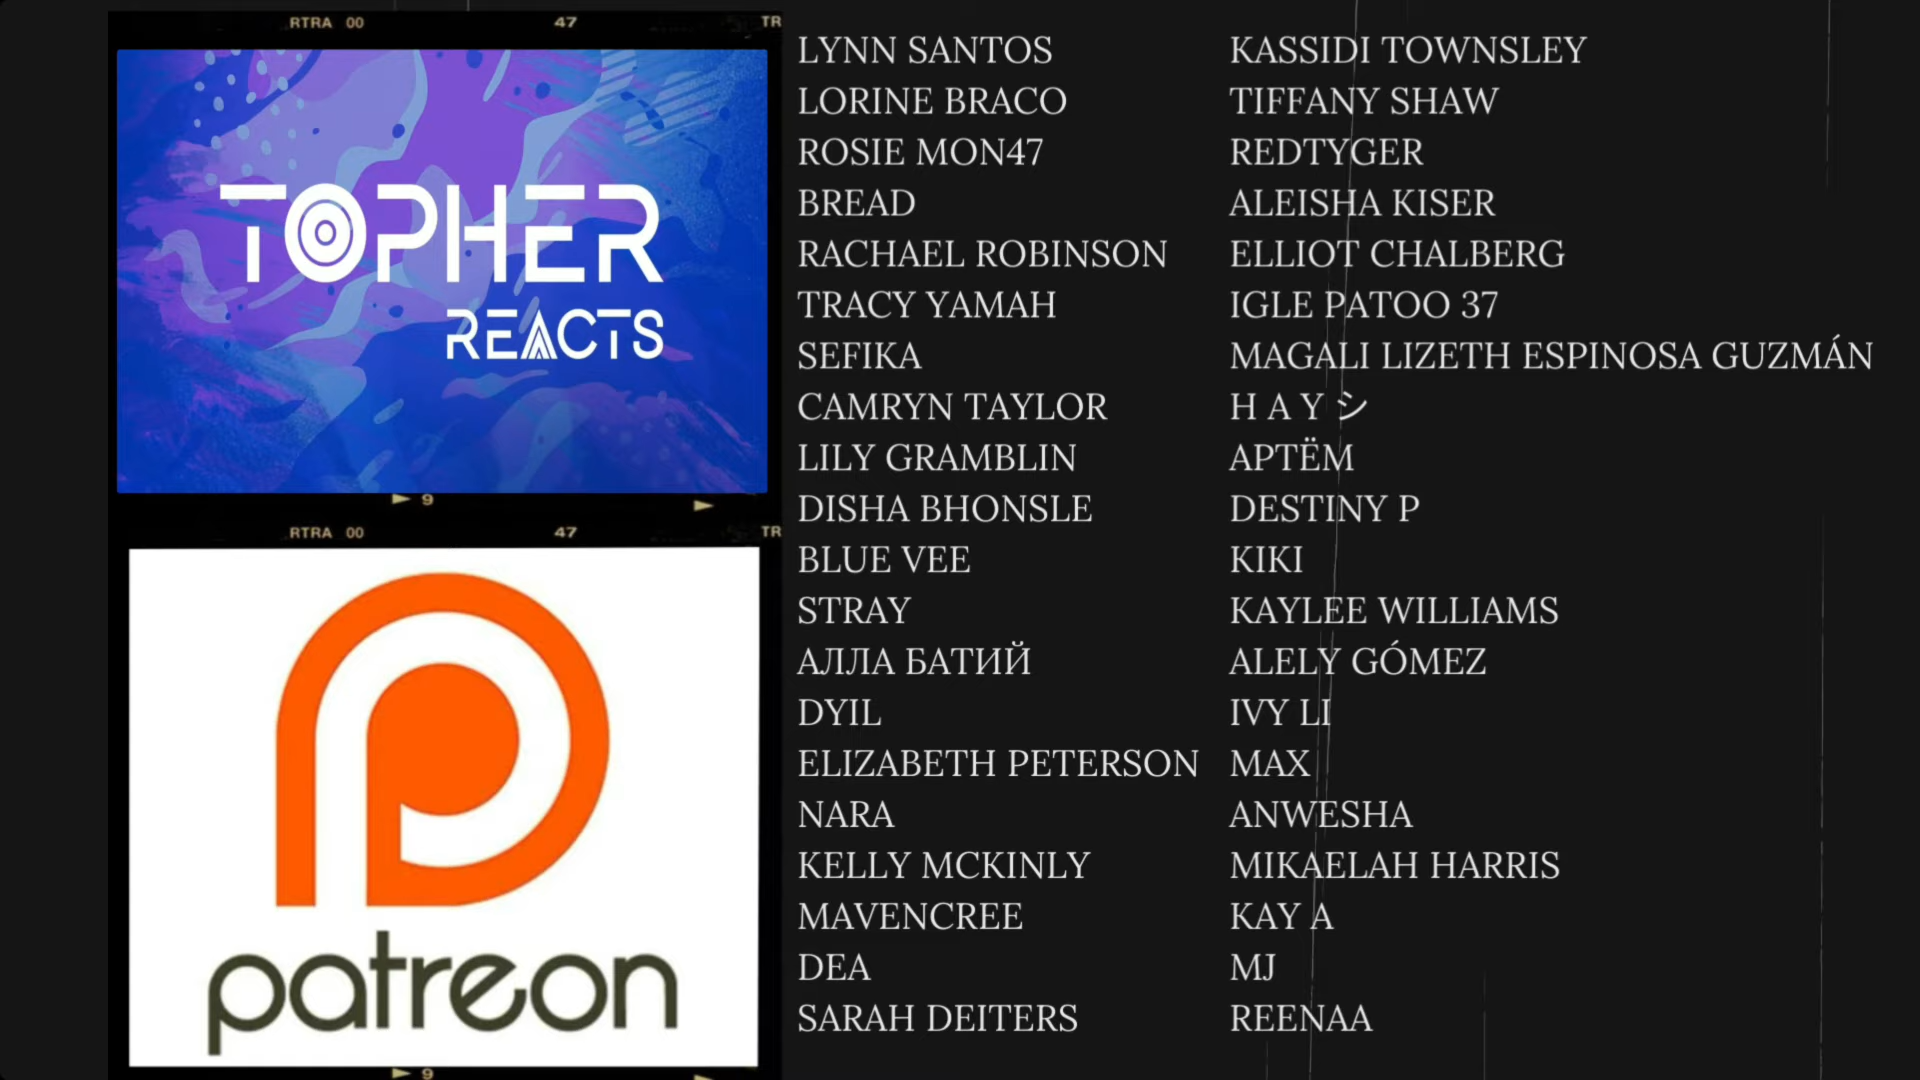 RTRA 00 47 TR
TOPHER
REACTS
9
RTRA 00 47 TR
patreon
9
LYNN SANTOS
LORINE BRACO
ROSIE MON47
BREAD
RACHAEL ROBINSON
TRACY YAMAH
SEFIKA
CAMRYN TAYLOR
LILY GRAMBLIN
DISHA BHONSLE
BLUE VEE
STRAY
АЛЛА БАТИЙ
DYIL
ELIZABETH PETERSON
NARA
KELLY MCKINLY
MAVENCREE
DEA
SARAH DEITERS
KASSIDI TOWNSLEY
TIFFANY SHAW
REDTYGER
ALEISHA KISER
ELLIOT CHALBERG
IGLE PATOO 37
MAGALI LIZETH ESPINOSA GUZMÁN
H A Y シ
АРТЁМ
DESTINY P
KIKI
KAYLEE WILLIAMS
ALELY GÓMEZ
IVY LI
MAX
ANWESHA
MIKAELAH HARRIS
KAY A
MJ
REENAA